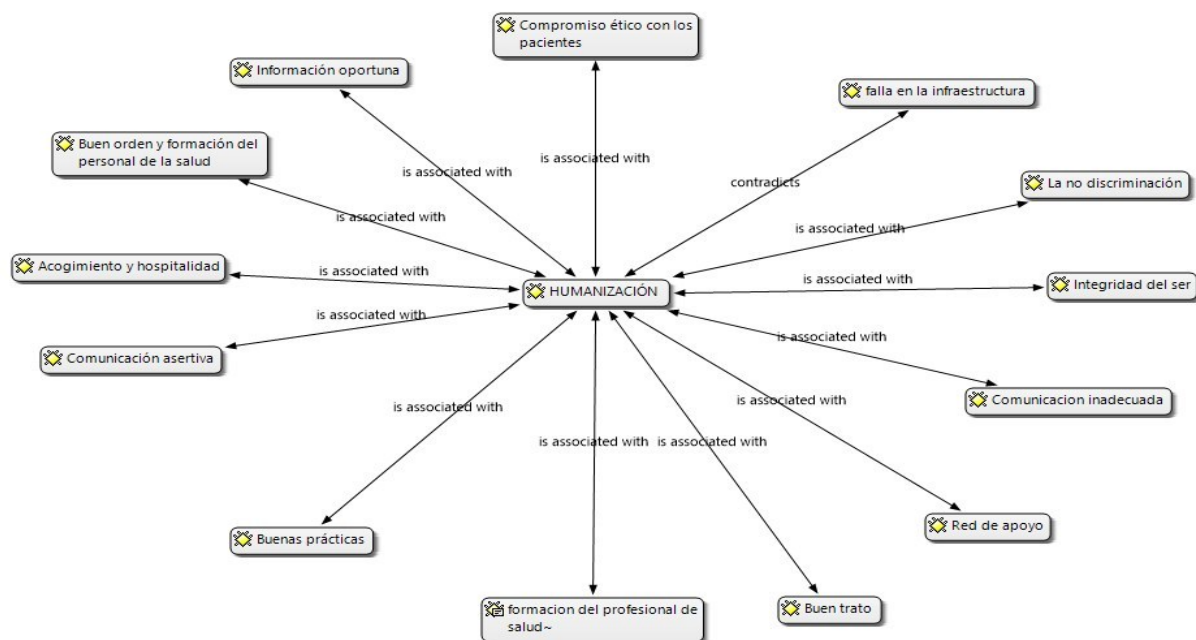 Compromiso ético con los
pacientes
Información oportuna
falla en la infraestructura
Buen orden y formación del
personal de la salud
is associated with
is associated with
contradicts
La no discriminación
is associated with
is associated with
Acogimiento y hospitalidad
is associated with
is associated with
Integridad del ser
HUMANIZACIÓN
is associated with
is associated with
Comunicación asertiva
Comunicacion inadecuada
is associated with
is associated with
is associated with
is associated with
Red de apoyo
Buenas prácticas
formacion del profesional de
salud~
Buen trato